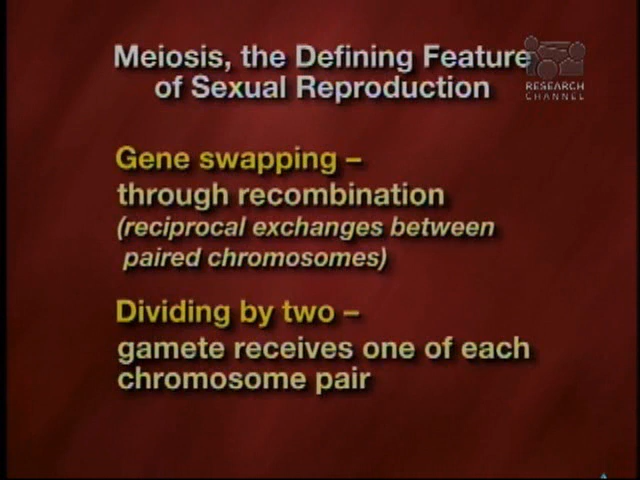 Meiosis, the Defining Feature
of Sexual Reproduction
RESEARCH
CHANNEL
Gene swapping –
through recombination
(reciprocal exchanges between
paired chromosomes)
Dividing by two –
gamete receives one of each
chromosome pair